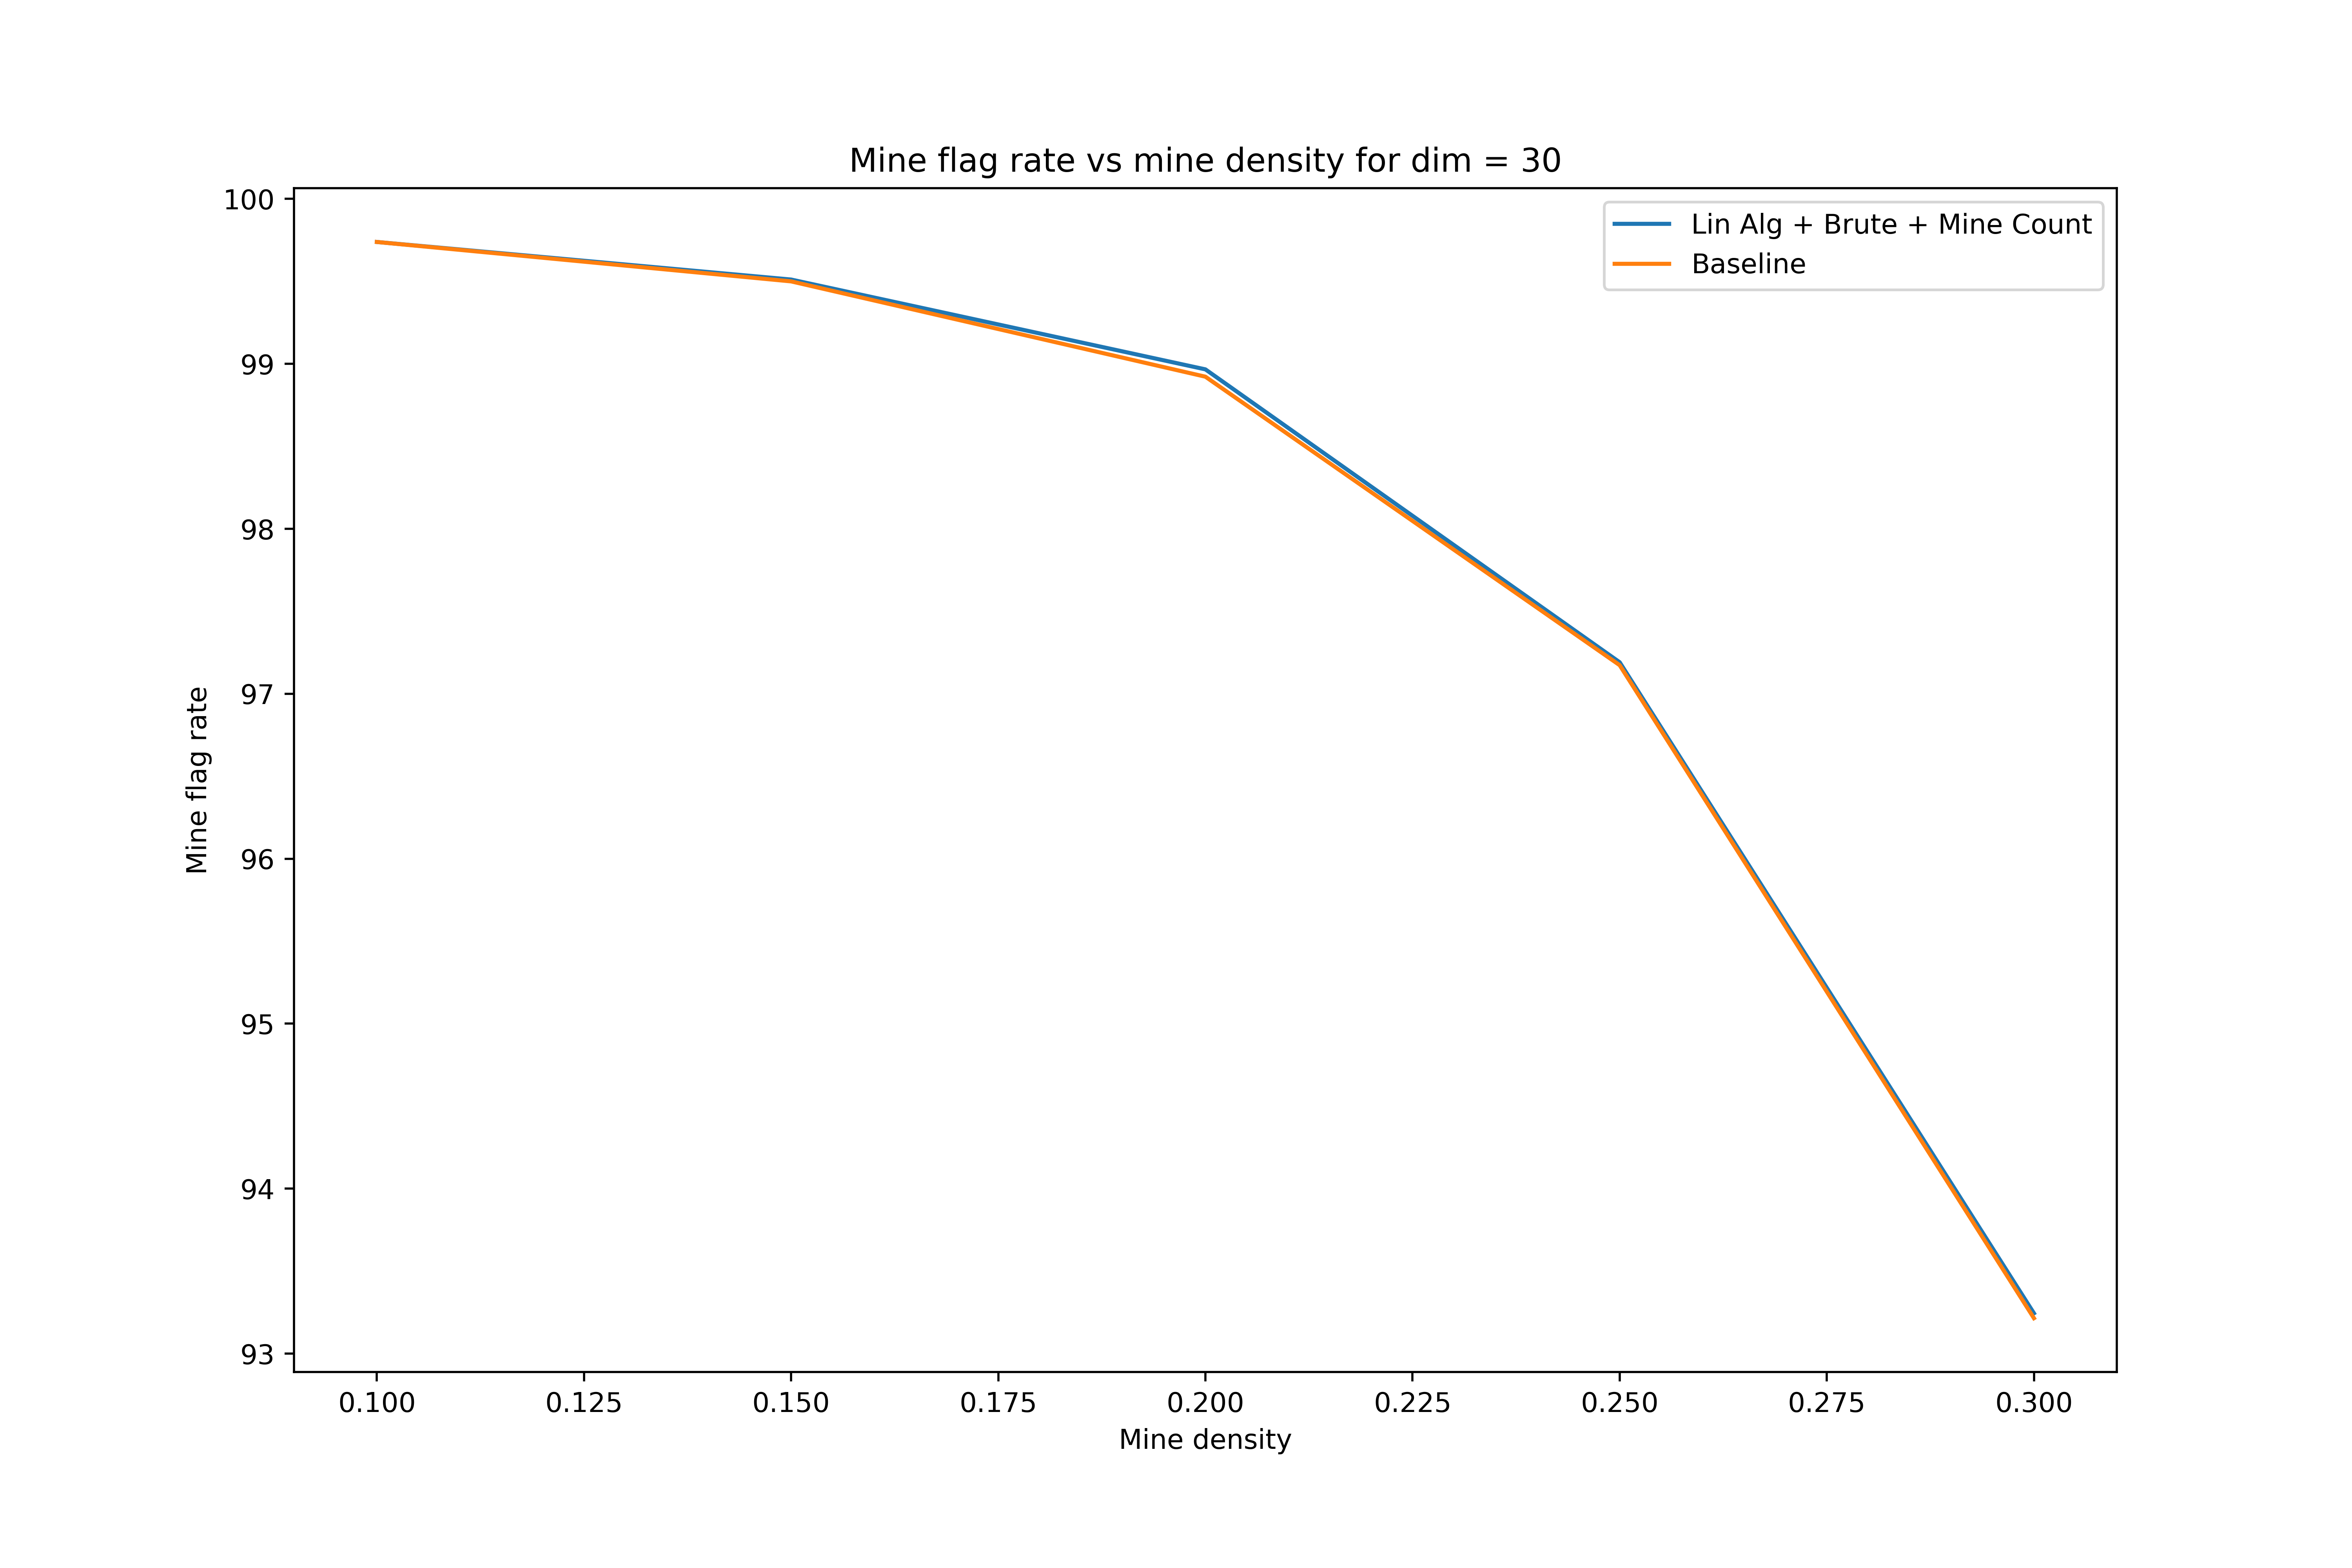 Mine flag rate vs mine density for dim = 30
Lin Alg + Brute + Mine Count
Baseline
Mine flag rate
100
99
98
97
96
95
94
93
0.100 0.125 0.150 0.175 0.200 0.225 0.250 0.275 0.300
Mine density